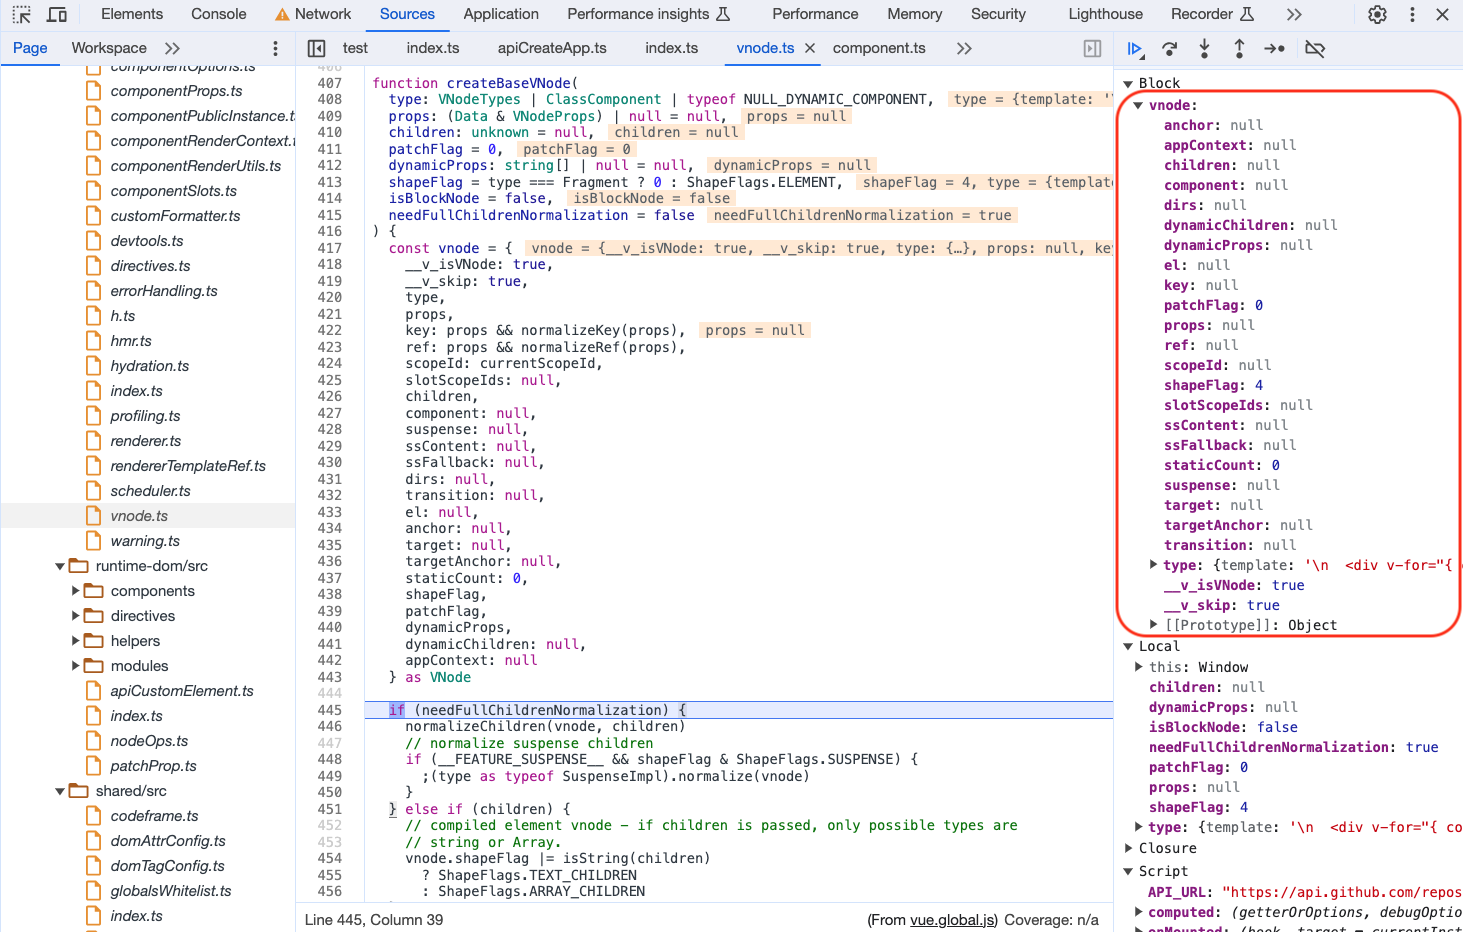 Elements Console Network Sources Application Performance insights Performance Memory Security Lighthouse Recorder
Page Workspace test index.ts apiCreateApp.ts index.ts vnode.ts component.ts
componentOptions.ts
componentProps.ts
componentPublicInstance.t
componentRenderContext.
componentRenderUtils.ts
componentSlots.ts
customFormatter.ts
devtools.ts
directives.ts
errorHandling.ts
h.ts
hmr.ts
hydration.ts
index.ts
profiling.ts
renderer.ts
rendererTemplateRef.ts
scheduler.ts
vnode.ts
warning.ts
runtime-dom/src
components
directives
helpers
modules
apiCustomElement.ts
index.ts
nodeOps.ts
patchProp.ts
shared/src
codeframe.ts
domAttrConfig.ts
domTagConfig.ts
globalsWhitelist.ts
index.ts
406
407 function createBaseVNode(
408 type: VNodeTypes | ClassComponent | typeof NULL_DYNAMIC_COMPONENT, type = {template: '
409 props: (Data & VNodeProps) | null = null, props = null
410 children: unknown = null, children = null
411 patchFlag = 0, patchFlag = 0
412 dynamicProps: string[] | null = null, dynamicProps = null
413 shapeFlag = type === Fragment ? 0 : ShapeFlags.ELEMENT, shapeFlag = 4, type = {templat
414 isBlockNode = false, isBlockNode = false
415 needFullChildrenNormalization = false needFullChildrenNormalization = true
416 ) {
417 const vnode = { vnode = {__v_isVNode: true, __v_skip: true, type: {…}, props: null, ke
418 __v_isVNode: true,
419 __v_skip: true,
420 type,
421 props,
422 key: props && normalizeKey(props), props = null
423 ref: props && normalizeRef(props),
424 scopeId: currentScopeId,
425 slotScopeIds: null,
426 children,
427 component: null,
428 suspense: null,
429 ssContent: null,
430 ssFallback: null,
431 dirs: null,
432 transition: null,
433 el: null,
434 anchor: null,
435 target: null,
436 targetAnchor: null,
437 staticCount: 0,
438 shapeFlag,
439 patchFlag,
440 dynamicProps,
441 dynamicChildren: null,
442 appContext: null
443 } as VNode
444
445 if (needFullChildrenNormalization) {
446 normalizeChildren(vnode, children)
447 // normalize suspense children
448 if (__FEATURE_SUSPENSE__ && shapeFlag & ShapeFlags.SUSPENSE) {
449 ;(type as typeof SuspenseImpl).normalize(vnode)
450 }
451 } else if (children) {
452 // compiled element vnode – if children is passed, only possible types are
453 // string or Array.
454 vnode.shapeFlag |= isString(children)
455 ? ShapeFlags.TEXT_CHILDREN
456 : ShapeFlags.ARRAY_CHILDREN
Line 445, Column 39 (From vue.global.js) Coverage: n/a
Block
vnode:
anchor: null
appContext: null
children: null
component: null
dirs: null
dynamicChildren: null
dynamicProps: null
el: null
key: null
patchFlag: 0
props: null
ref: null
scopeId: null
shapeFlag: 4
slotScopeIds: null
ssContent: null
ssFallback: null
staticCount: 0
suspense: null
target: null
targetAnchor: null
transition: null
type: {template: '\n <div v-for="{
__v_isVNode: true
__v_skip: true
[[Prototype]]: Object
Local
this: Window
children: null
dynamicProps: null
isBlockNode: false
needFullChildrenNormalization: true
patchFlag: 0
props: null
shapeFlag: 4
type: {template: '\n <div v-for="{ co
Closure
Script
API_URL: "https://api.github.com/repos
computed: (getterOrOptions, debugOptio
onMounted: (hook, target = currentInst